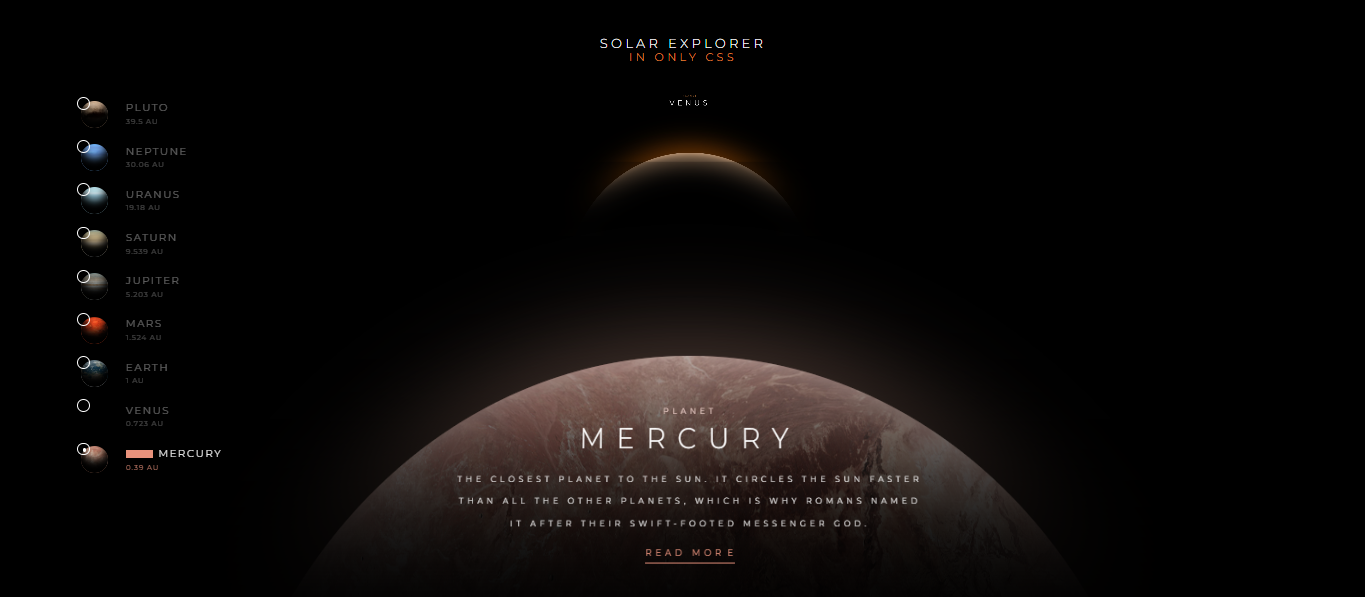 SOLAR EXPLORER
IN ONLY CSS
VENUS
PLUTO
39.5 AU
NEPTUNE
30.06 AU
URANUS
19.18 AU
SATURN
9.539 AU
JUPITER
5.203 AU
MARS
1.524 AU
EARTH
1 AU
VENUS
0.723 AU
MERCURY
0.39 AU
PLANET
MERCURY
THE CLOSEST PLANET TO THE SUN. IT CIRCLES THE SUN FASTER
THAN ALL THE OTHER PLANETS, WHICH IS WHY ROMANS NAMED
IT AFTER THEIR SWIFT-FOOTED MESSENGER GOD.
READ MORE